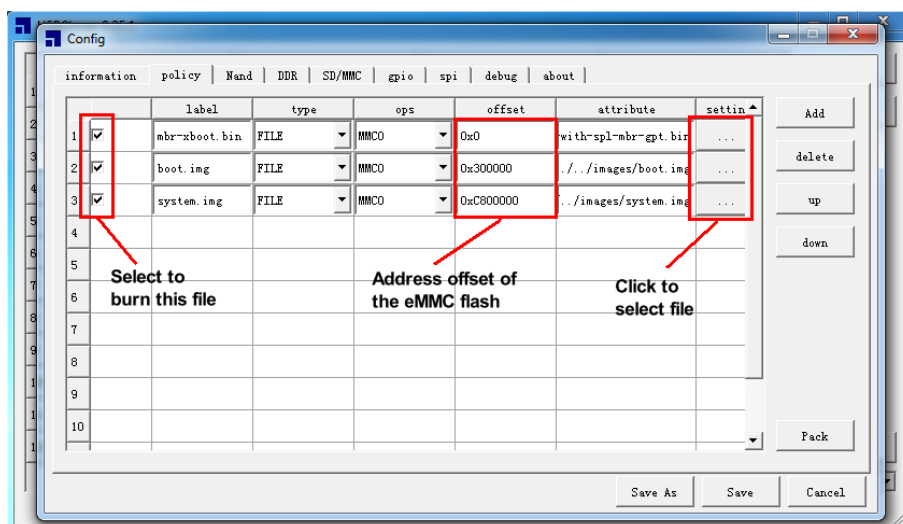 Config
information policy Nand DDR SD/MMC gpio spi debug about
label type ops offset attribute settin
1 mbr-xboot.bin FILE MMC0 0x0 with-spl-mbr-gpt.bin ...
2 boot.img FILE MMC0 0x300000 ./../images/boot.img ...
3 system.img FILE MMC0 0xC800000 ../images/system.img ...
4
5
6
7
8
9
10
Add
delete
up
down
Pack
Select to
burn this file
Address offset of
the eMMC flash
Click to
select file
Save As Save Cancel